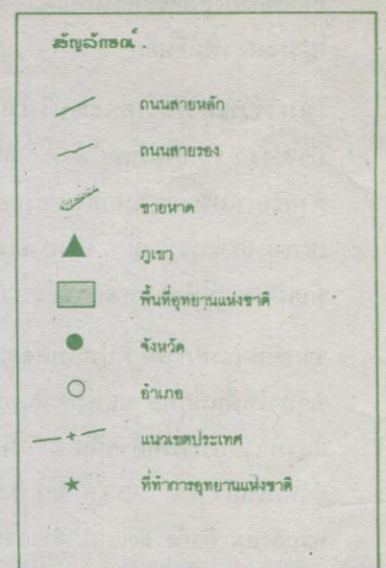 สัญลักษณ์
ถนนสายหลัก
ถนนสายรอง
ชายหาด
ภูเขา
พื้นที่อุทยานแห่งชาติ
จังหวัด
อำเภอ
แนวเขตประเทศ
ที่ทำการอุทยานแห่งชาติ